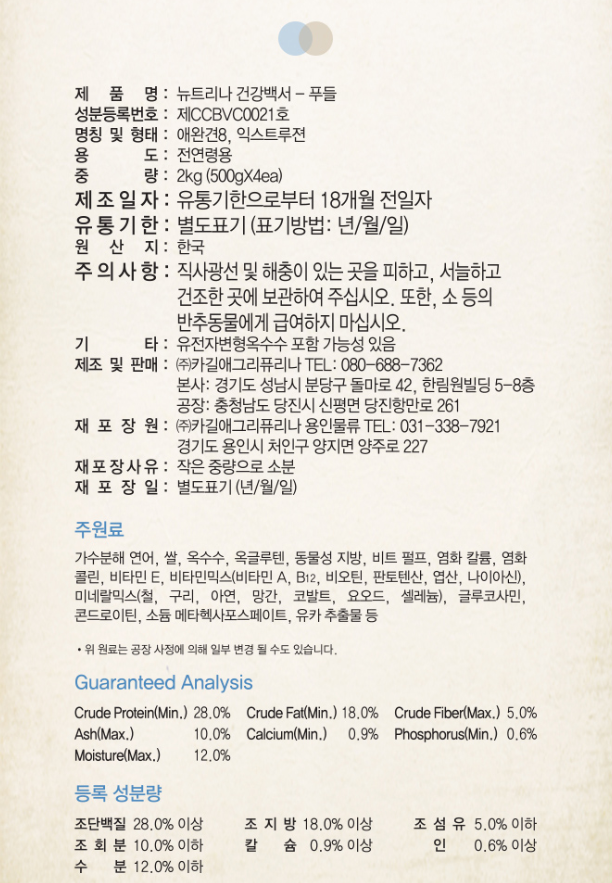 제 품 명 : 뉴트리나 건강백서 - 푸들
성분등록번호 : 제CCBVC0021호
명칭 및 형태 : 애완견8, 익스트루젼
용 도 : 전연령용
중 량 : 2kg (500gX4ea)
제조일자 : 유통기한으로부터 18개월 전일자
유통기한 : 별도표기 (표기방법: 년/월/일)
원 산 지 : 한국
주의사항 : 직사광선 및 해충이 있는 곳을 피하고, 서늘하고
건조한 곳에 보관하여 주십시오. 또한, 소 등의
반추동물에게 급여하지 마십시오.
기 타 : 유전자변형옥수수 포함 가능성 있음
제조 및 판매 : ㈜카길애그리퓨리나 TEL: 080-688-7362
본사: 경기도 성남시 분당구 돌마로 42, 한림원빌딩 5-8층
공장: 충청남도 당진시 신평면 당진항만로 261
재 포 장 원 : ㈜카길애그리퓨리나 용인물류 TEL: 031-338-7921
경기도 용인시 처인구 양지면 양주로 227
재포장사유 : 작은 중량으로 소분
재 포 장 일 : 별도표기 (년/월/일)
주원료
가수분해 연어, 쌀, 옥수수, 옥글루텐, 동물성 지방, 비트 펄프, 염화 칼륨, 염화
콜린, 비타민 E, 비타민믹스(비타민 A, B12, 비오틴, 판토텐산, 엽산, 나이아신),
미네랄믹스(철, 구리, 아연, 망간, 코발트, 요오드, 셀레늄), 글루코사민,
콘드로이틴, 소듐 메타헥사포스페이트, 유카 추출물 등
• 위 원료는 공장 사정에 의해 일부 변경 될 수도 있습니다.
Guaranteed Analysis
Crude Protein(Min.) 28.0% Crude Fat(Min.) 18.0% Crude Fiber(Max.) 5.0%
Ash(Max.) 10.0% Calcium(Min.) 0.9% Phosphorus(Min.) 0.6%
Moisture(Max.) 12.0%
등록 성분량
조단백질 28.0% 이상 조 지 방 18.0% 이상 조 섬 유 5.0% 이하
조 회 분 10.0% 이하 칼 슘 0.9% 이상 인 0.6% 이상
수 분 12.0% 이하